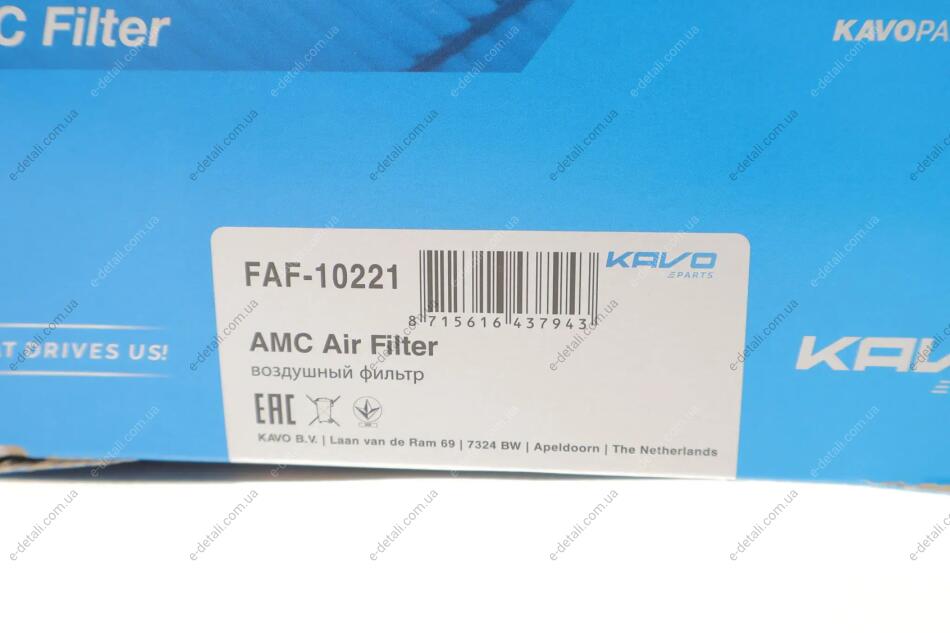 C Filter
KAVOPA
FAF-10221
KAVO
PARTS
8 715616 437943
AMC Air Filter
воздушный фильтр
AT DRIVES US!
KAV
EAC
KAVO B.V. | Laan van de Ram 69 | 7324 BW | Apeldoorn | The Netherlands
e-detali.com.ua